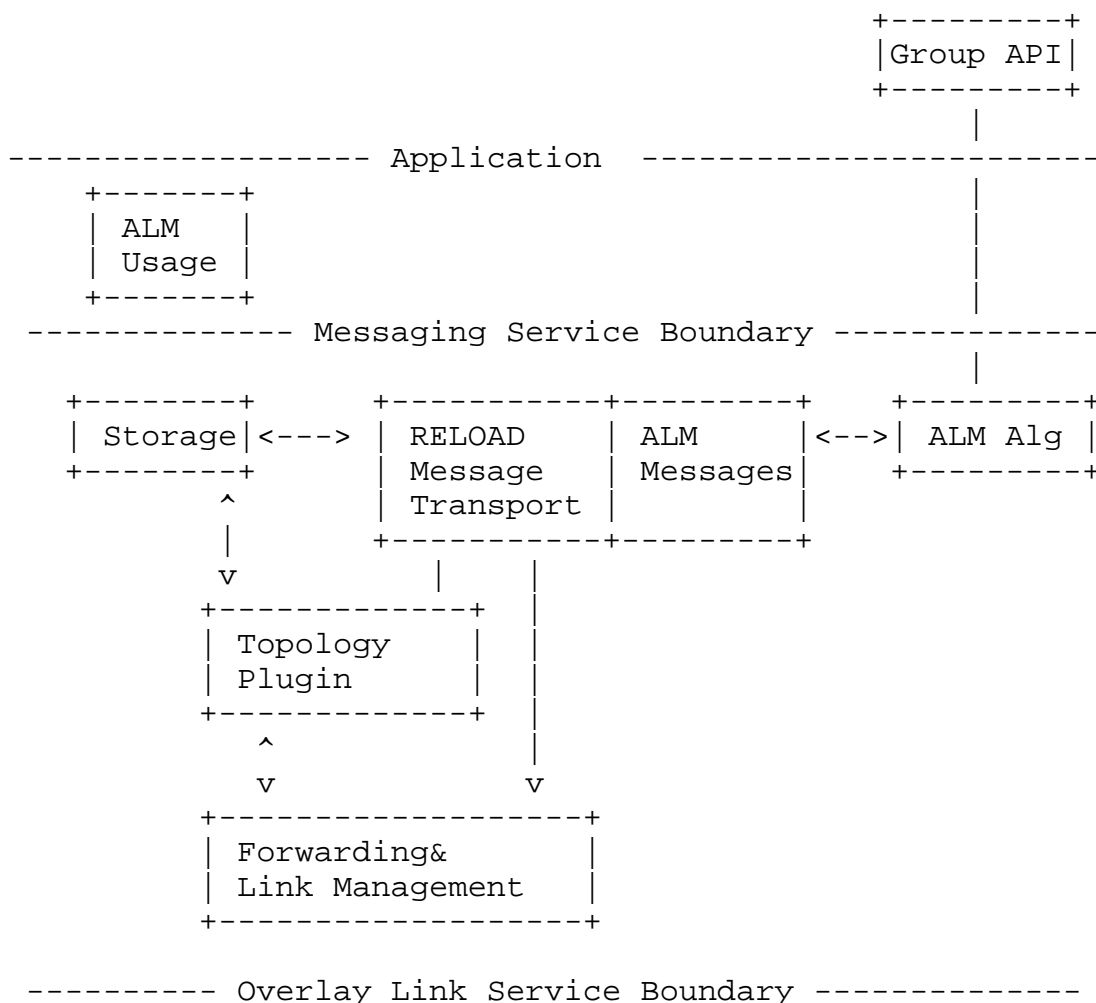 Group API
Application
ALM
Usage
Messaging Service Boundary
Storage RELOAD ALM ALM Alg
Message Messages
Transport
Topology
Plugin
Forwarding&
Link Management
Overlay Link Service Boundary